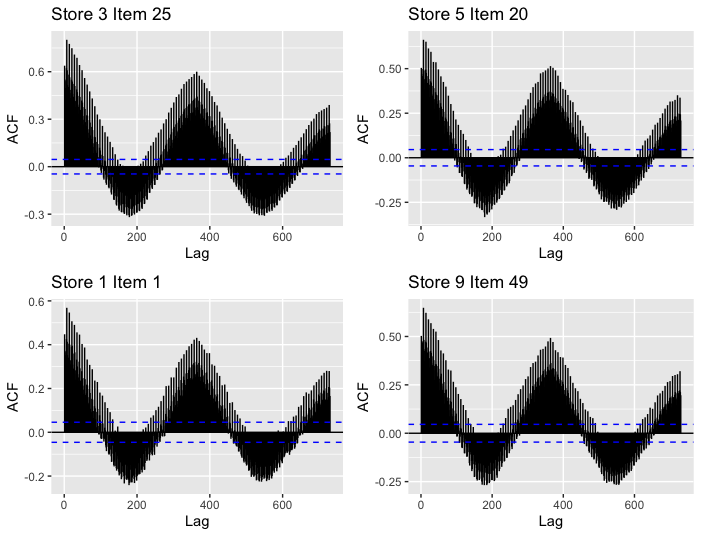 Store 3 Item 25
ACF
0.6
0.3
0.0
-0.3
0 200 400 600
Lag
Store 5 Item 20
ACF
0.50
0.25
0.00
-0.25
0 200 400 600
Lag
Store 1 Item 1
ACF
0.6
0.4
0.2
0.0
-0.2
0 200 400 600
Lag
Store 9 Item 49
ACF
0.50
0.25
0.00
-0.25
0 200 400 600
Lag